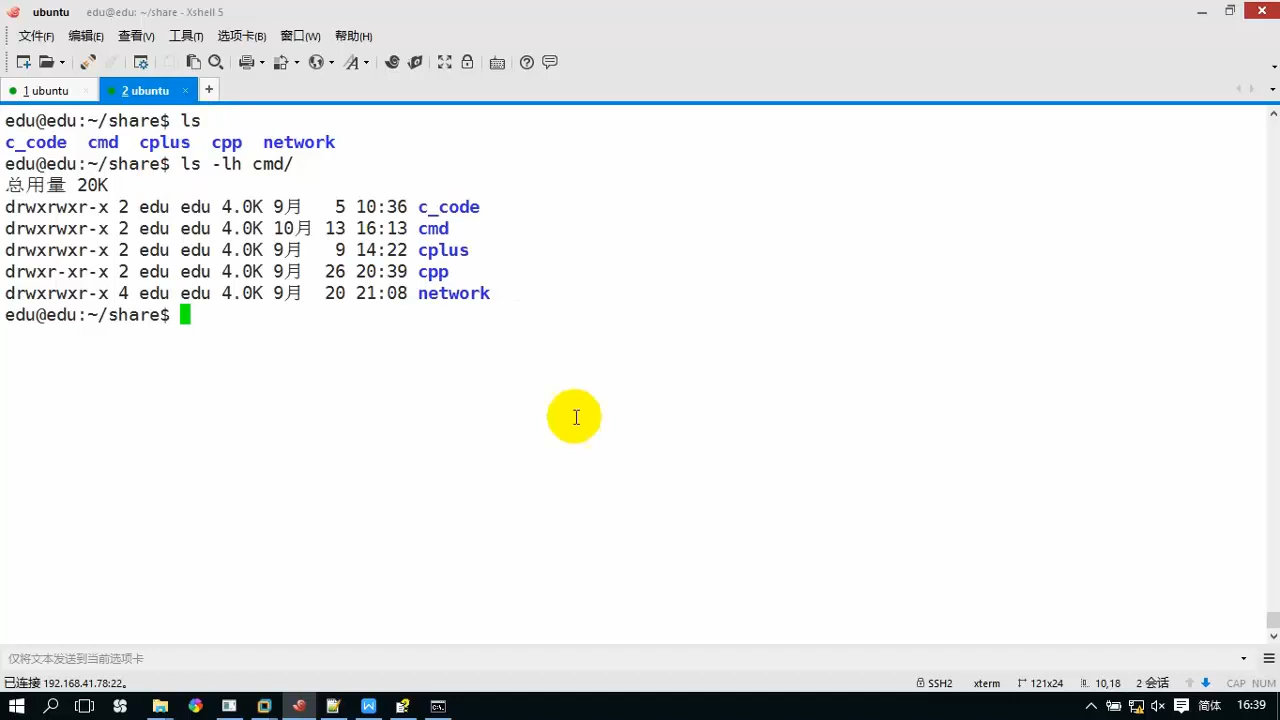 ubuntu edu@edu: ~/share - Xshell 5
文件(F) 编辑(E) 查看(V) 工具(T) 选项卡(B) 窗口(W) 帮助(H)
1 ubuntu × 2 ubuntu × +
edu@edu:~/share$ ls
c_code cmd cplus cpp network
edu@edu:~/share$ ls -lh cmd/
总用量 20K
drwxrwxr-x 2 edu edu 4.0K 9月 5 10:36 c_code
drwxrwxr-x 2 edu edu 4.0K 10月 13 16:13 cmd
drwxrwxr-x 2 edu edu 4.0K 9月 9 14:22 cplus
drwxr-xr-x 2 edu edu 4.0K 9月 26 20:39 cpp
drwxrwxr-x 4 edu edu 4.0K 9月 20 21:08 network
edu@edu:~/share$
仅将文本发送到当前选项卡
已连接 192.168.41.78:22。 SSH2 xterm 121x24 10,18 2 会话 CAP NUM
简体 16:39